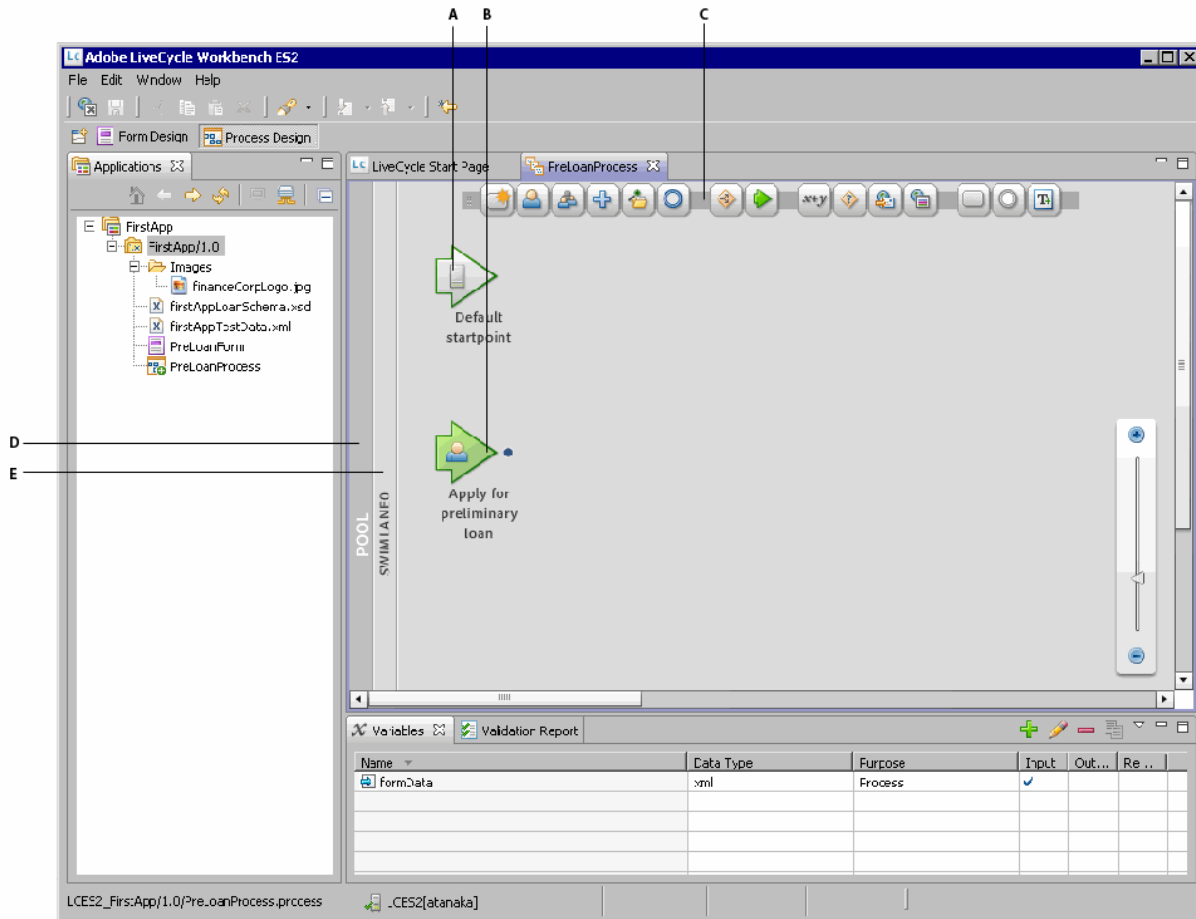 A B C
Adobe LiveCycle Workbench ES2
File Edit Window Help
Form Design Process Design
Applications
LiveCycle Start Page
PreLoanProcess
FirstApp
FirstApp/1.0
Images
financeCorpLogo.jpg
firstAppLoanSchema.xsd
firstAppTestData.xml
PreLoanForm
PreLoanProcess
x+y
T
Default
startpoint
D
E
Apply for
preliminary
loan
POOL
SWIMLANE0
Variables
Validation Report
Name Data Type Purpose Input Out... Re...
formData xml Process
LCES2_FirstApp/1.0/PreLoanProcess.process
LCES2[atanaka]